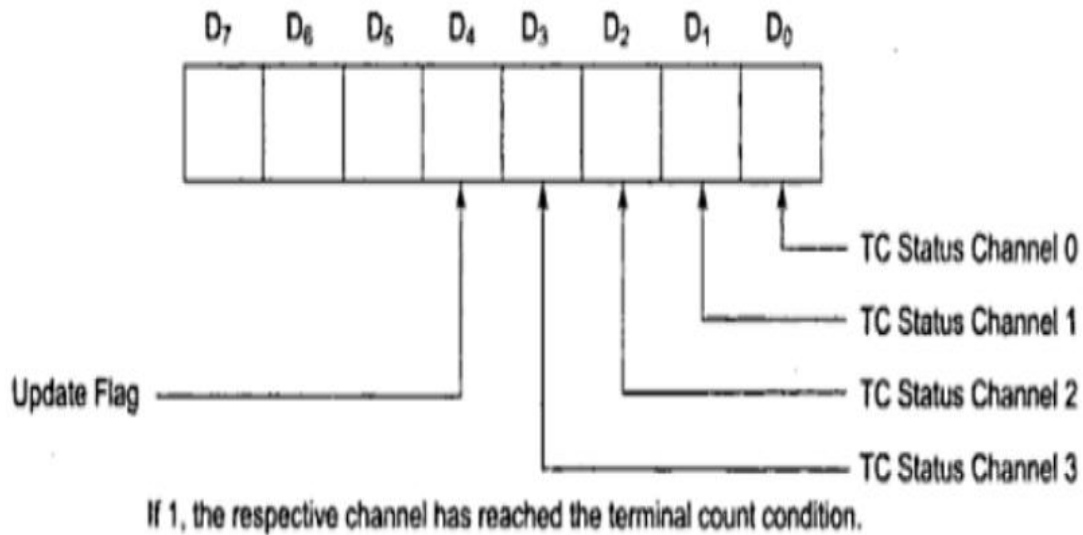 D₇ D₆ D₅ D₄ D₃ D₂ D₁ D₀
TC Status Channel 0
TC Status Channel 1
Update Flag
TC Status Channel 2
TC Status Channel 3
If 1, the respective channel has reached the terminal count condition.